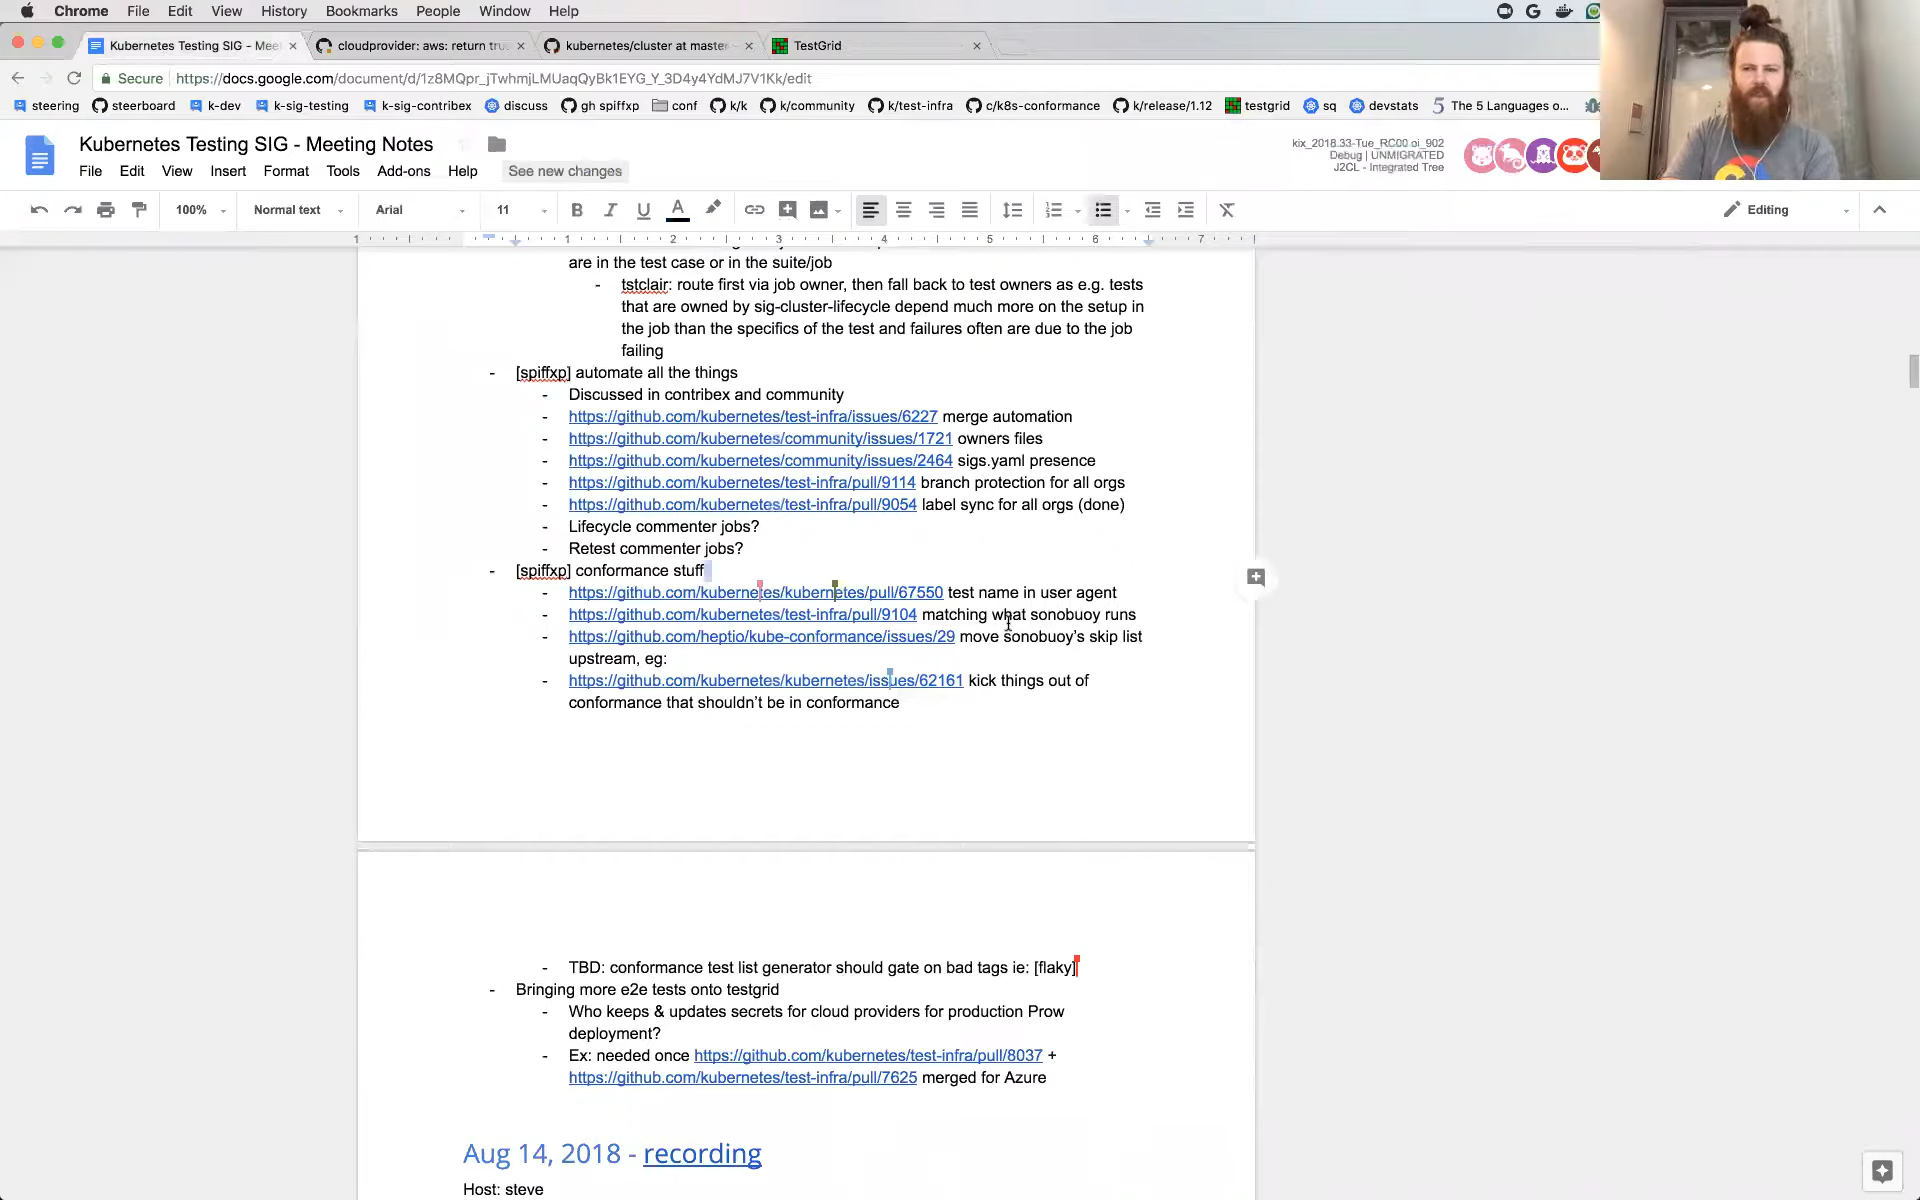 Chrome File Edit View History Bookmarks People Window Help
Kubernetes Testing SIG - Mee
cloudprovider: aws: return tru
kubernetes/cluster at master
TestGrid
Secure https://docs.google.com/document/d/1z8MQpr_jTwhmjLMUaqQyBk1EYG_Y_3D4y4YdMJ7V1Kk/edit
steering steerboard k-dev k-sig-testing k-sig-contribex discuss gh spiffxp conf k/k k/community k/test-infra c/k8s-conformance k/release/1.12 testgrid sq devstats The 5 Languages o...
Kubernetes Testing SIG - Meeting Notes
File Edit View Insert Format Tools Add-ons Help See new changes
kix_2018.33-Tue_RC00 oi_902
Debug | UNMIGRATED
J2CL - Integrated Tree
100% Normal text Arial 11 B I U A Editing
1 1 2 3 4 5 6 7
are in the test case or in the suite/job
- tstclair: route first via job owner, then fall back to test owners as e.g. tests
that are owned by sig-cluster-lifecycle depend much more on the setup in
the job than the specifics of the test and failures often are due to the job
failing
- [spiffxp] automate all the things
- Discussed in contribex and community
- https://github.com/kubernetes/test-infra/issues/6227 merge automation
- https://github.com/kubernetes/community/issues/1721 owners files
- https://github.com/kubernetes/community/issues/2464 sigs.yaml presence
- https://github.com/kubernetes/test-infra/pull/9114 branch protection for all orgs
- https://github.com/kubernetes/test-infra/pull/9054 label sync for all orgs (done)
- Lifecycle commenter jobs?
- Retest commenter jobs?
- [spiffxp] conformance stuff
- https://github.com/kubernetes/kubernetes/pull/67550 test name in user agent
- https://github.com/kubernetes/test-infra/pull/9104 matching what sonobuoy runs
- https://github.com/heptio/kube-conformance/issues/29 move sonobuoy's skip list
upstream, eg:
- https://github.com/kubernetes/kubernetes/issues/62161 kick things out of
conformance that shouldn't be in conformance
- TBD: conformance test list generator should gate on bad tags ie: [flaky]
- Bringing more e2e tests onto testgrid
- Who keeps & updates secrets for cloud providers for production Prow
deployment?
- Ex: needed once https://github.com/kubernetes/test-infra/pull/8037 +
https://github.com/kubernetes/test-infra/pull/7625 merged for Azure
Aug 14, 2018 - recording
Host: steve